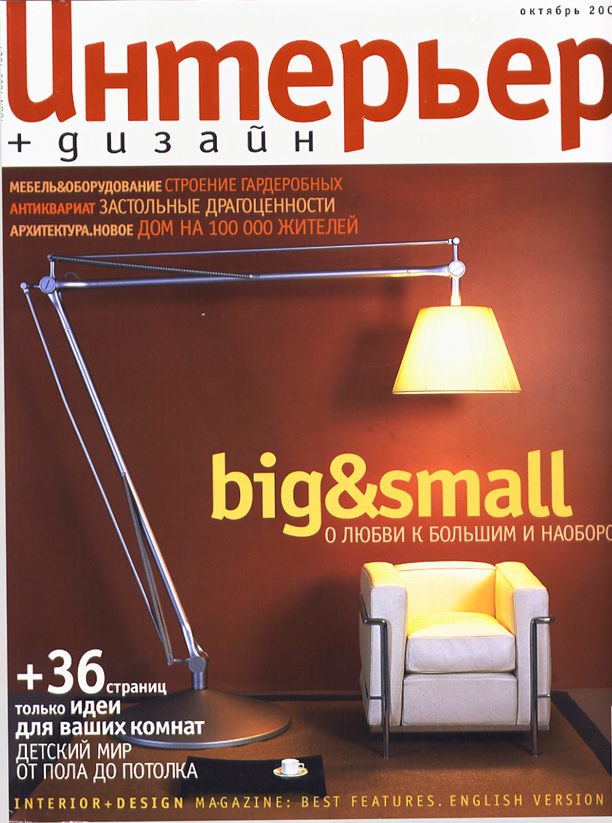 октябрь 200
Интерьер
+ дизайн
МЕБЕЛЬ&ОБОРУДОВАНИЕ СТРОЕНИЕ ГАРДЕРОБНЫХ
АНТИКВАРИАТ ЗАСТОЛЬНЫЕ ДРАГОЦЕННОСТИ
АРХИТЕКТУРА.НОВОЕ ДОМ НА 100 000 ЖИТЕЛЕЙ
big&small
О ЛЮБВИ К БОЛЬШИМ И НАОБОРО
+36 страниц
только идеи
для ваших комнат
ДЕТСКИЙ МИР
ОТ ПОЛА ДО ПОТОЛКА
INTERIOR+DESIGN MAGAZINE: BEST FEATURES. ENGLISH VERSION